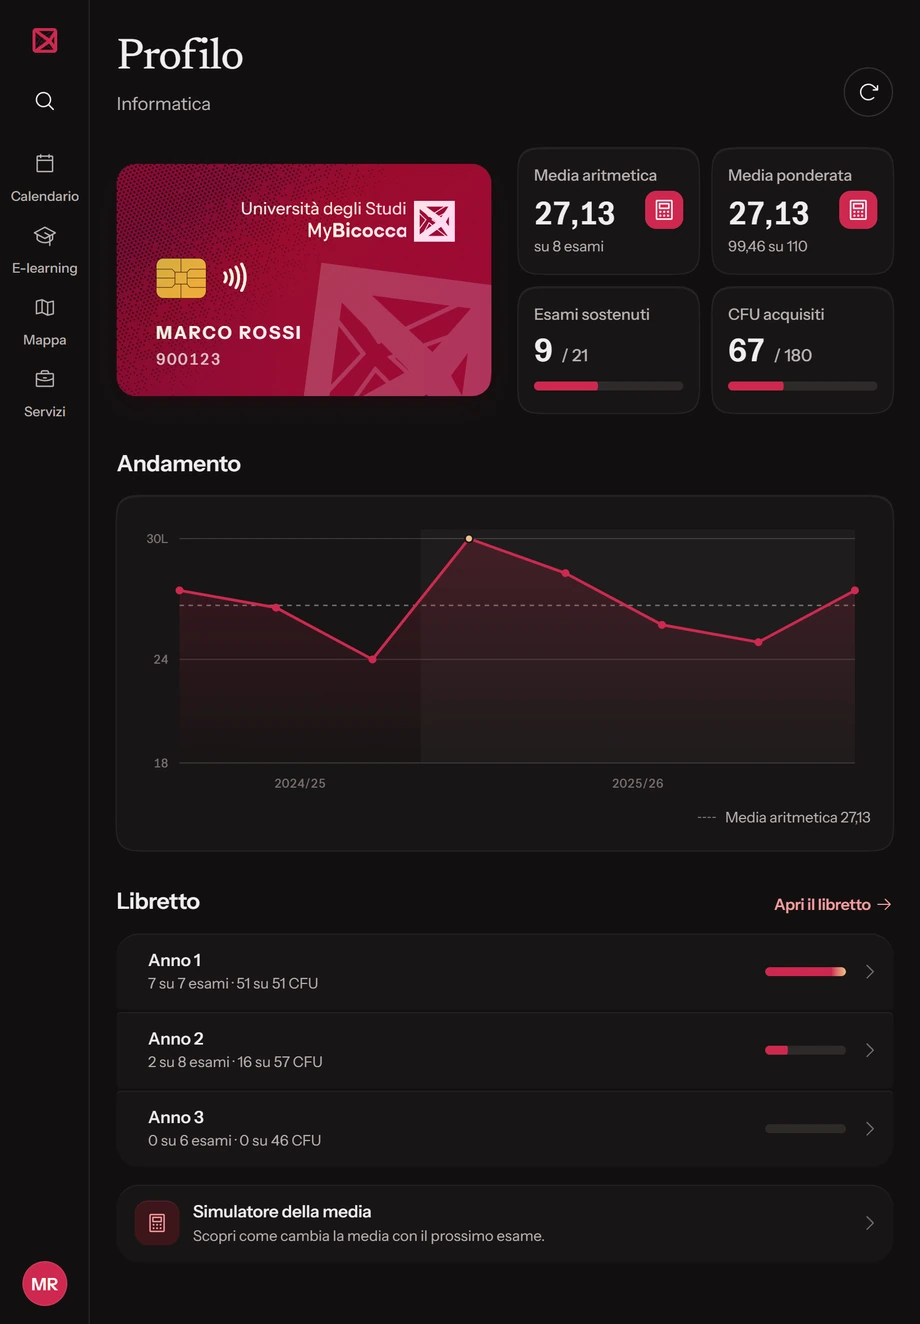 Profilo
Informatica
Calendario
E-learning
Mappa
Servizi
MR
Università degli Studi
MyBicocca
MARCO ROSSI
900123
Media aritmetica
27,13
su 8 esami
Media ponderata
27,13
99,46 su 110
Esami sostenuti
9 / 21
CFU acquisiti
67 / 180
Andamento
30L
24
18
2024/25 2025/26
Media aritmetica 27,13
Libretto
Apri il libretto
Anno 1
7 su 7 esami · 51 su 51 CFU
Anno 2
2 su 8 esami · 16 su 57 CFU
Anno 3
0 su 6 esami · 0 su 46 CFU
Simulatore della media
Scopri come cambia la media con il prossimo esame.